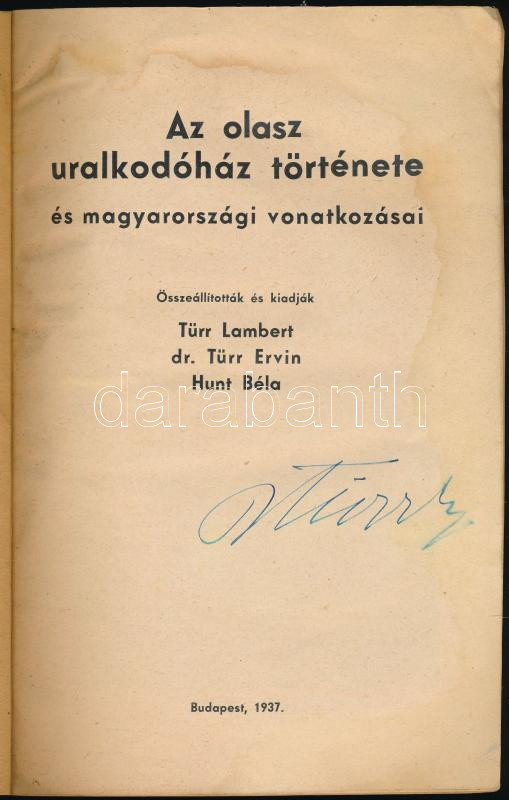 Az olasz
uralkodóház története
és magyarországi vonatkozásai
Összeállították és kiadják
Türr Lambert
dr. Türr Ervin
Hunt Béla
darabanth
Budapest, 1937.